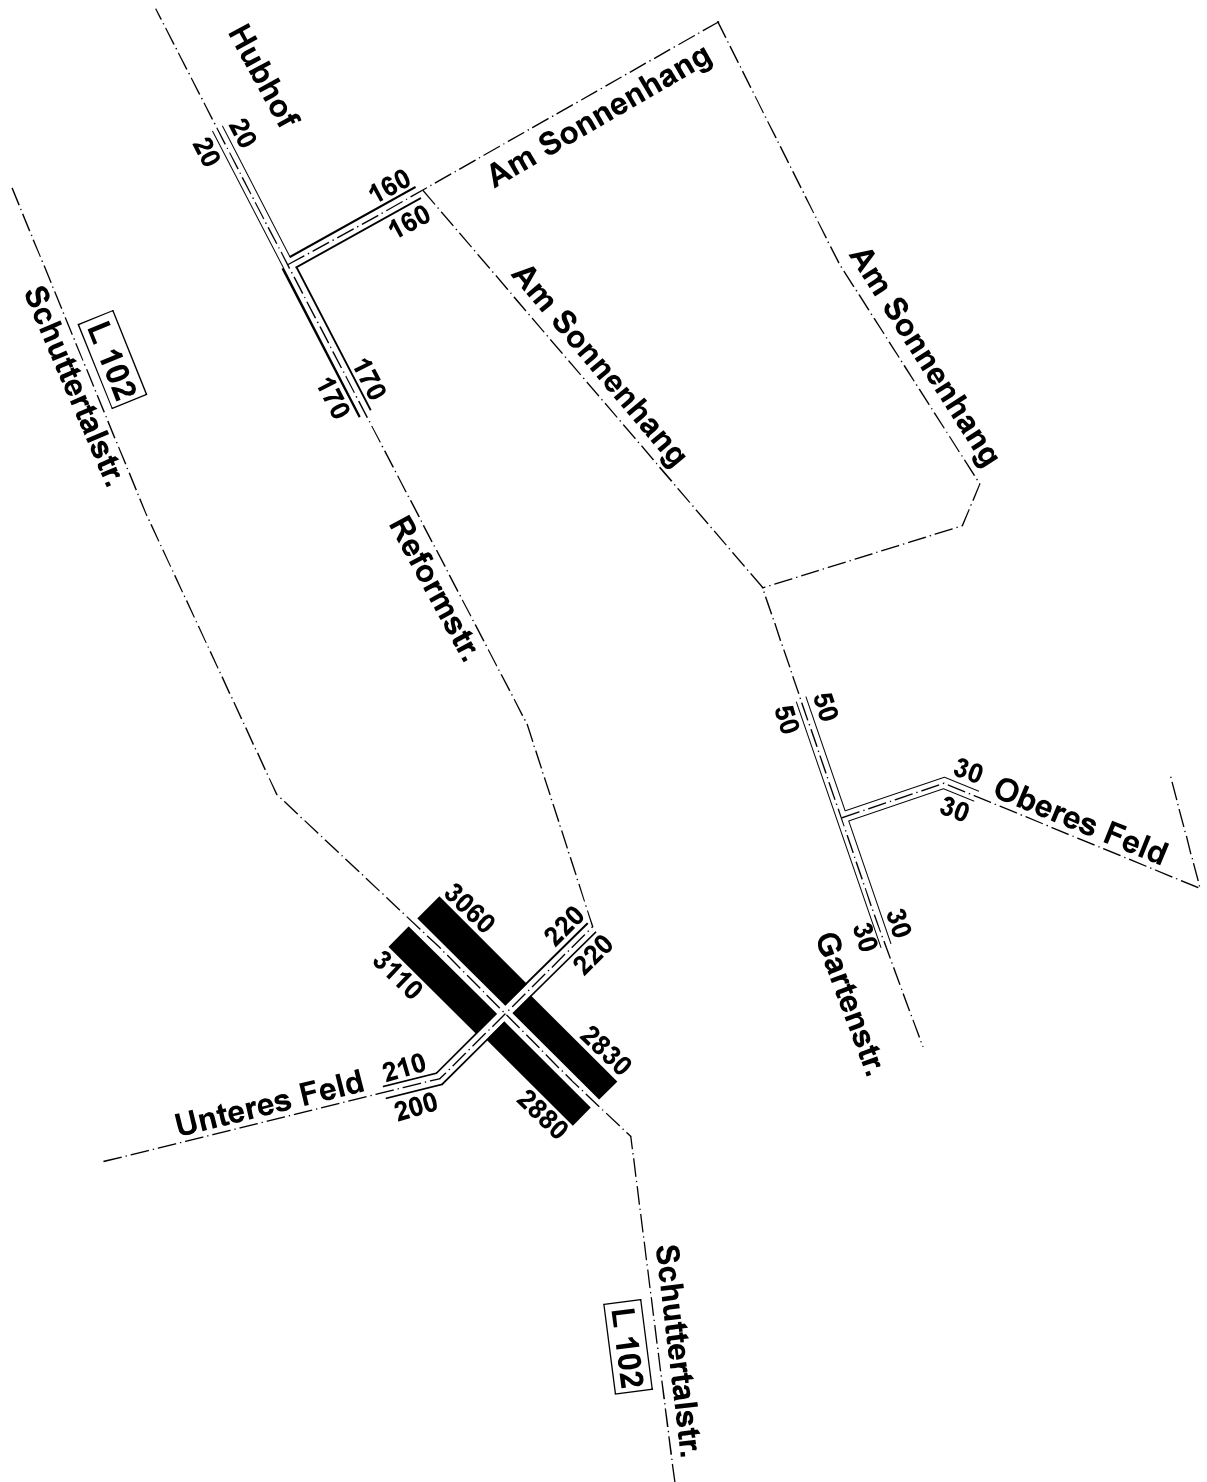 Hubhof
20
20
Am Sonnenhang
160
160
Schuttertalstr.
L 102
170
170
Am Sonnenhang
Am Sonnenhang
Reformstr.
50
50
30
30
Oberes Feld
30
30
Gartenstr.
3060
3110
220
220
2830
2880
210
200
Unteres Feld
Schuttertalstr.
L 102